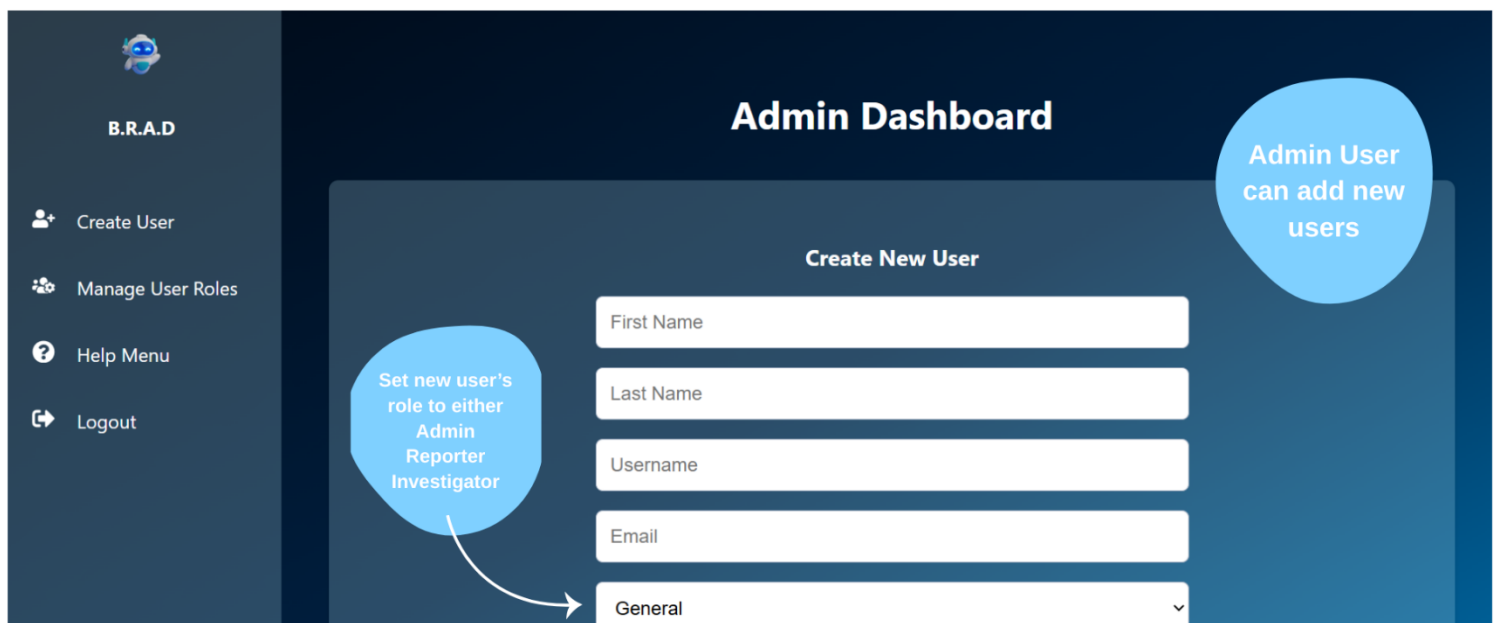 B.R.A.D
Create User
Manage User Roles
Help Menu
Logout
Admin Dashboard
Admin User
can add new
users
Create New User
First Name
Last Name
Username
Email
General
Set new user’s
role to either
Admin
Reporter
Investigator